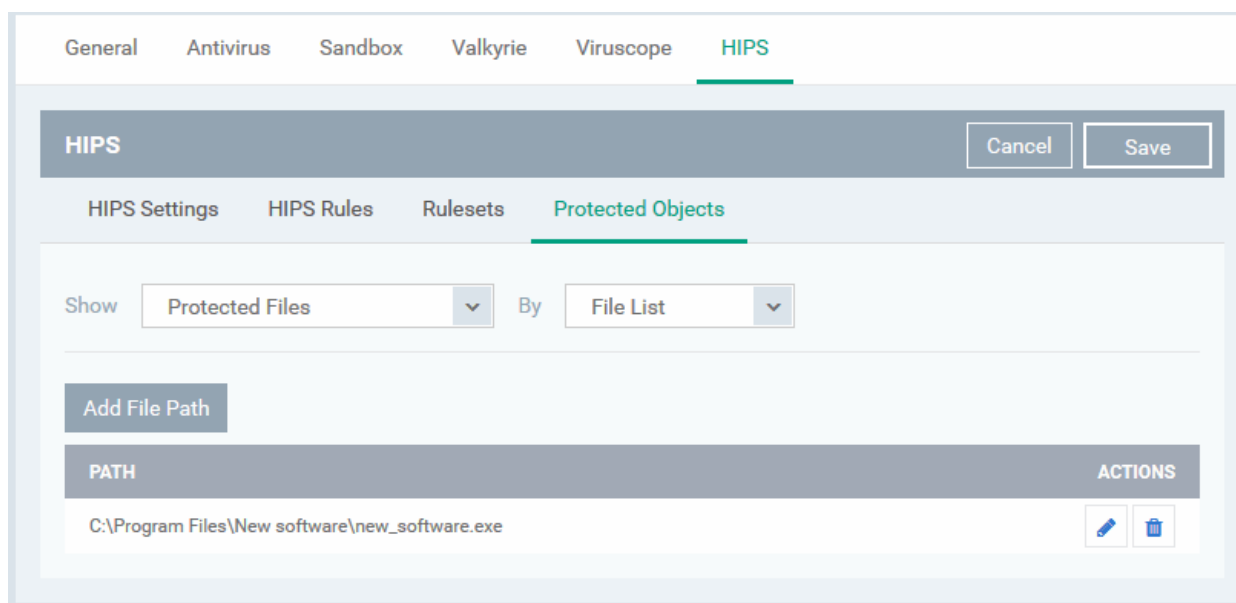 General Antivirus Sandbox Valkyrie Viruscope HIPS
HIPS Cancel Save
HIPS Settings HIPS Rules Rulesets Protected Objects
Show Protected Files By File List
Add File Path
PATH ACTIONS
C:\Program Files\New software\new_software.exe